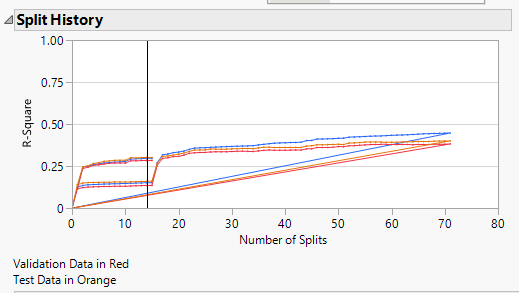 Split History
1.00
0.75
0.50
0.25
0
R-Square
0 10 20 30 40 50 60 70 80
Number of Splits
Validation Data in Red
Test Data in Orange